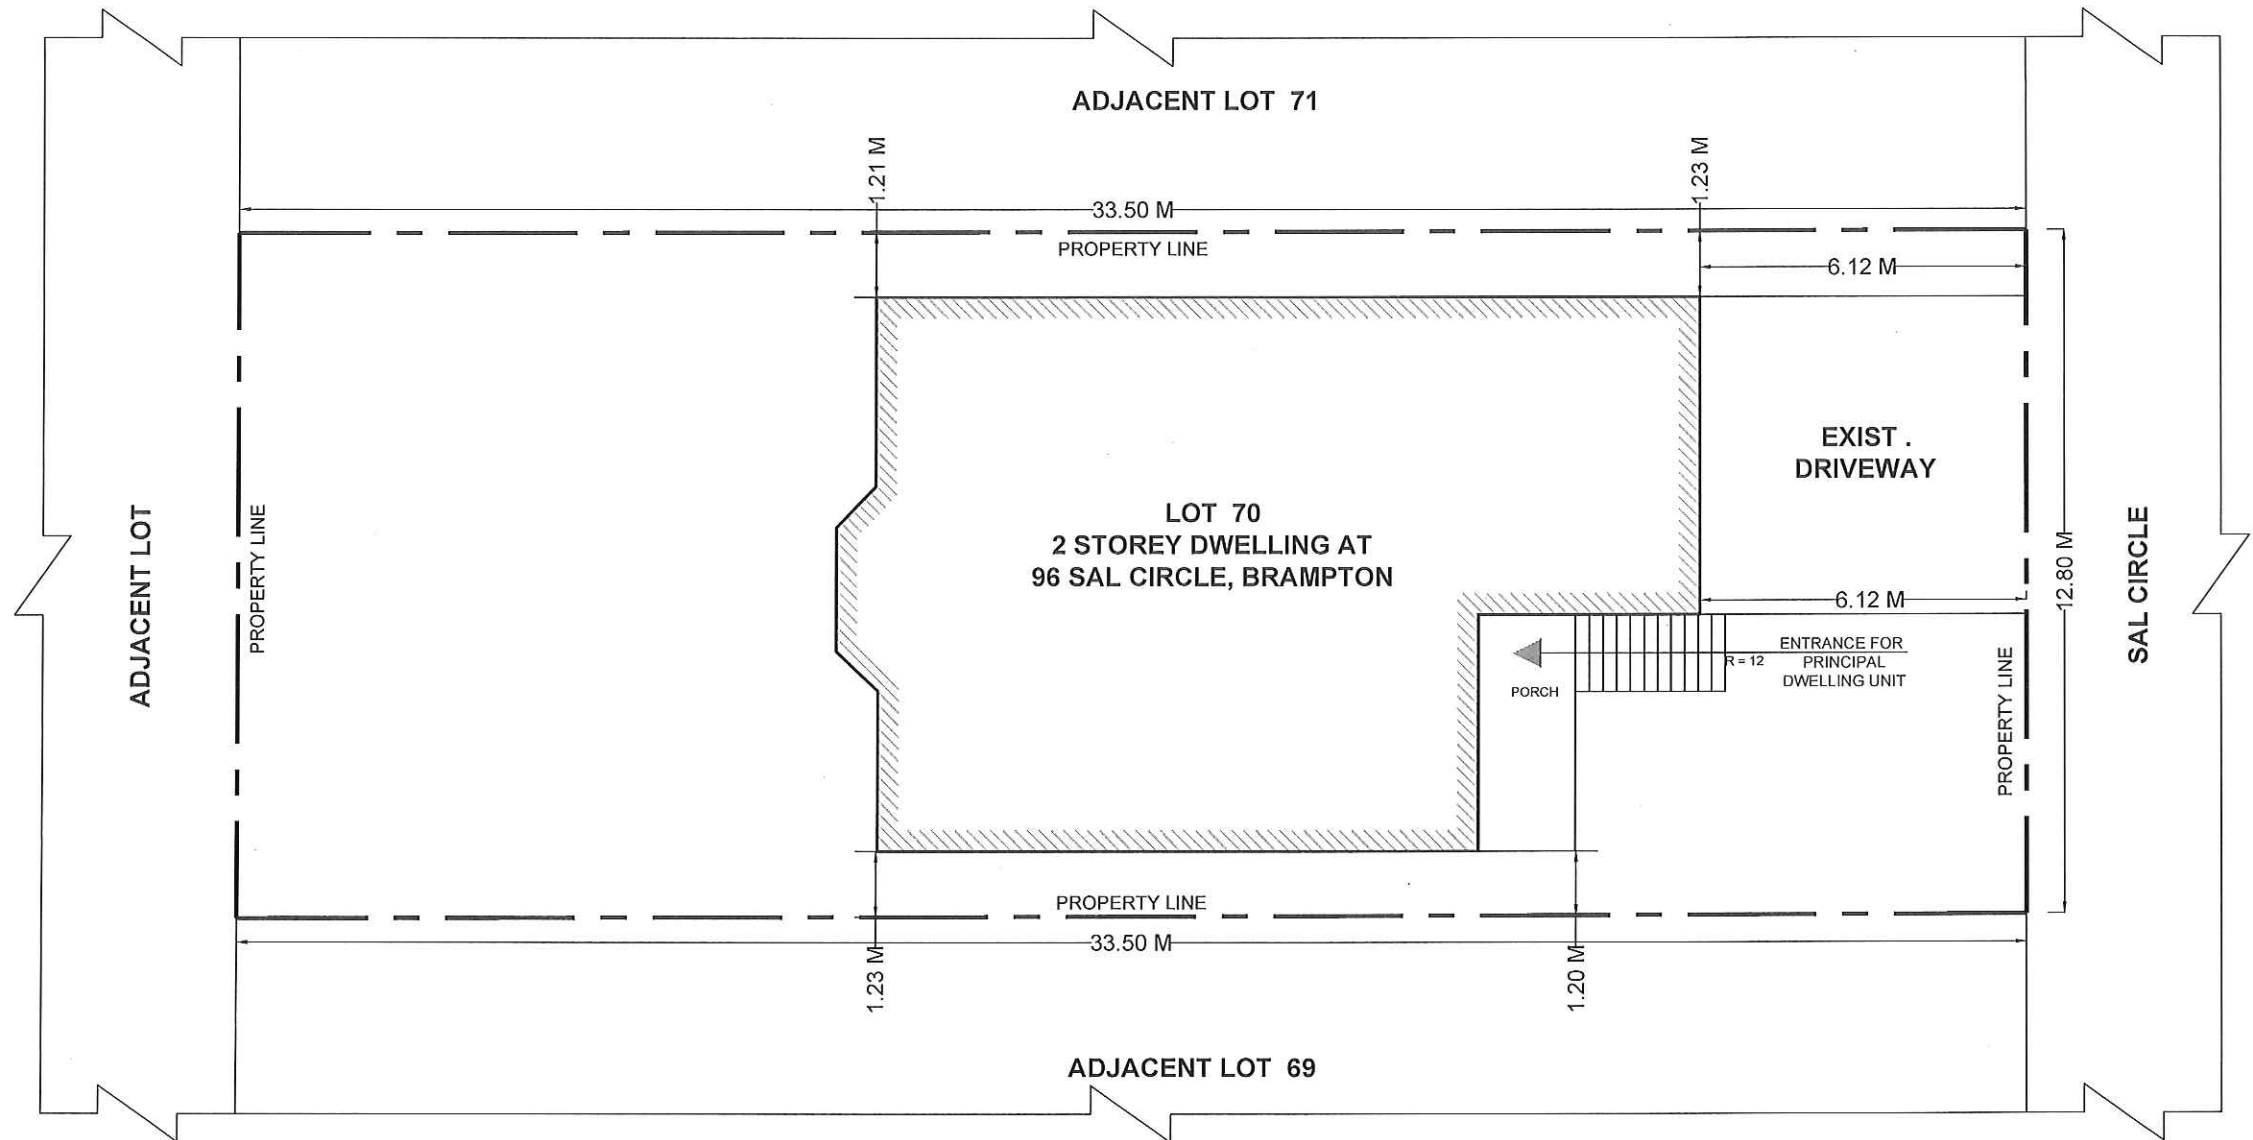 ADJACENT LOT 71
1.21 M
1.23 M
33.50 M
PROPERTY LINE
6.12 M
EXIST .
DRIVEWAY
ADJACENT LOT
PROPERTY LINE
LOT 70
2 STOREY DWELLING AT
96 SAL CIRCLE, BRAMPTON
12.80 M
SAL CIRCLE
6.12 M
ENTRANCE FOR
PRINCIPAL
DWELLING UNIT
R = 12
PORCH
PROPERTY LINE
PROPERTY LINE
33.50 M
1.23 M
1.20 M
ADJACENT LOT 69